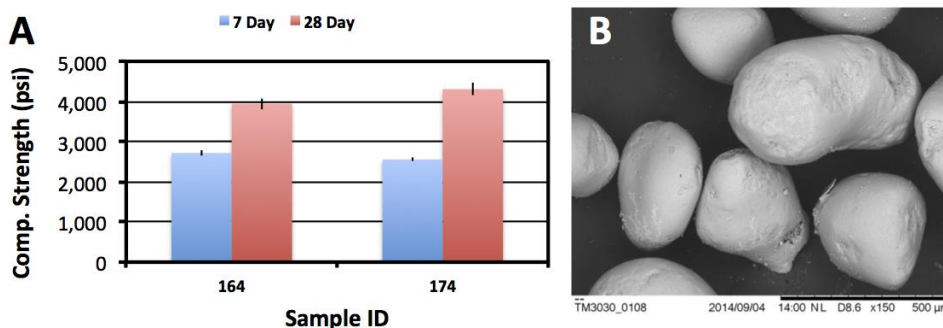 A
7 Day 28 Day
Comp. Strength (psi)
5,000
4,000
3,000
2,000
1,000
0
164 174
Sample ID
B
TM3030_0108 2014/09/04 14:00 NL D8.6 x150 500 µm